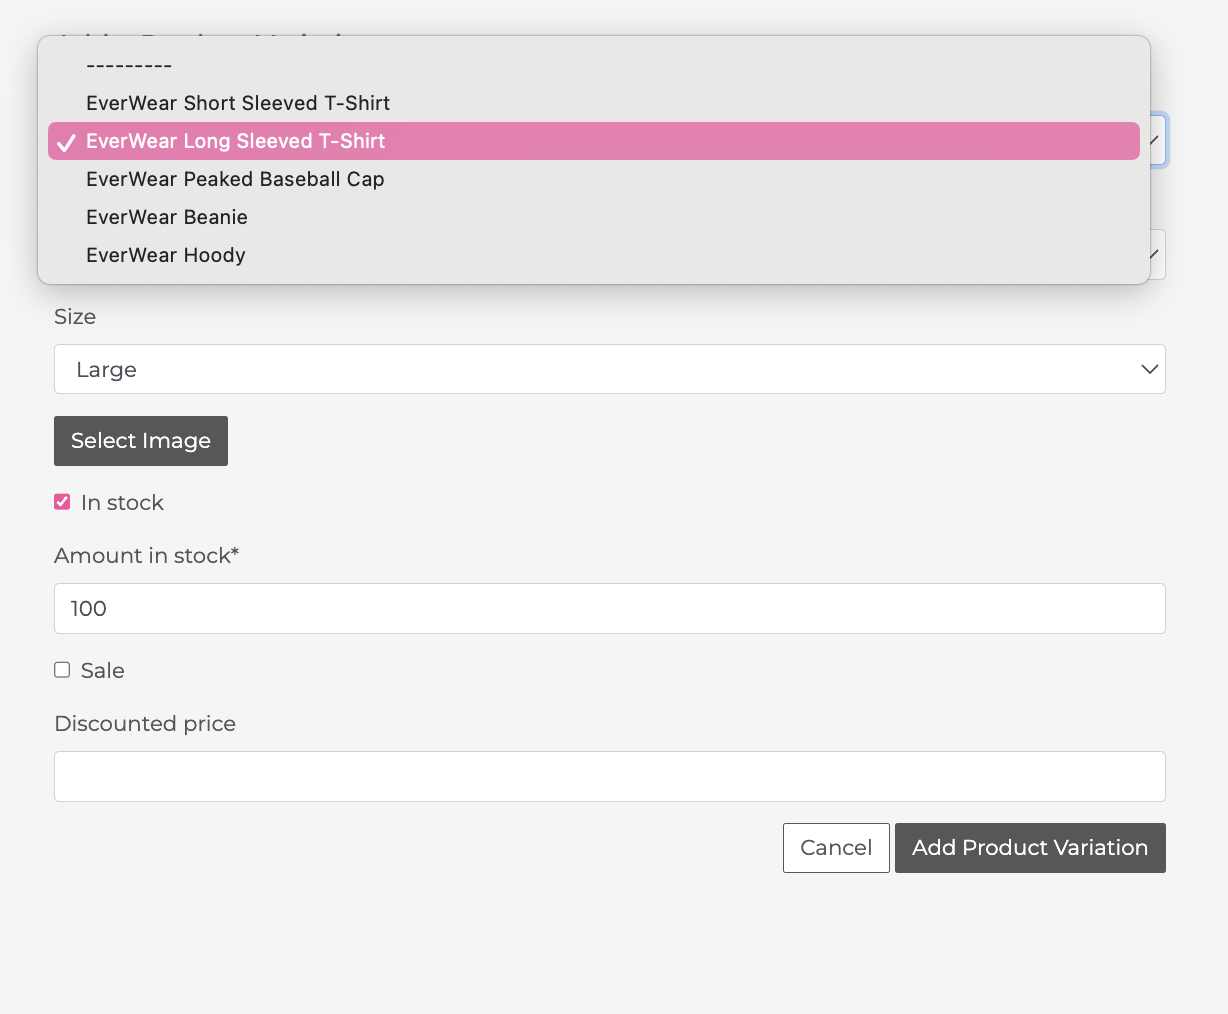 ---------
EverWear Short Sleeved T-Shirt
EverWear Long Sleeved T-Shirt
EverWear Peaked Baseball Cap
EverWear Beanie
EverWear Hoody
Size
Large
Select Image
In stock
Amount in stock*
100
Sale
Discounted price
Cancel
Add Product Variation